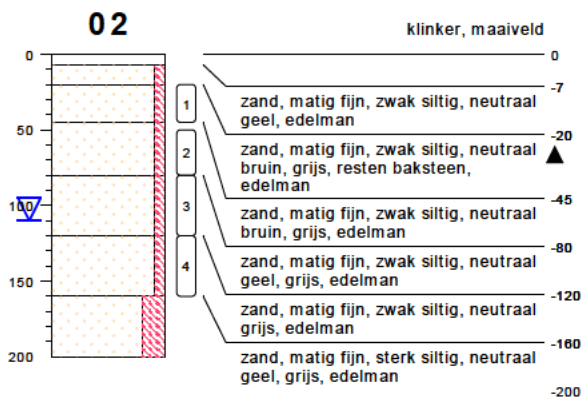 02
klinker, maaiveld
0
0
-7
zand, matig fijn, zwak siltig, neutraal
geel, edelman
1
-20
50
zand, matig fijn, zwak siltig, neutraal
bruin, grijs, resten baksteen,
edelman
2
-45
100
3
zand, matig fijn, zwak siltig, neutraal
bruin, grijs, edelman
-80
zand, matig fijn, zwak siltig, neutraal
geel, grijs, edelman
4
-120
150
zand, matig fijn, zwak siltig, neutraal
grijs, edelman
-160
200
zand, matig fijn, sterk siltig, neutraal
geel, grijs, edelman
-200